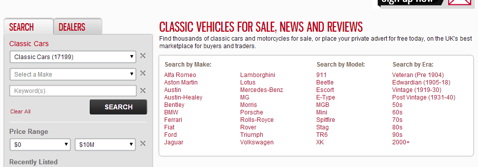 sign up now
SEARCH
DEALERS
Classic Cars
Classic Cars (17199)
Select a Make
Keyword(s)
Clear All
SEARCH
Price Range
$0
$10M
Recently Listed
CLASSIC VEHICLES FOR SALE, NEWS AND REVIEWS
Find thousands of classic cars and motorcycles for sale, or place your private advert for free today, on the UK's best
marketplace for buyers and traders.
Search by Make:
Search by Model:
Search by Era:
Alfa Romeo
Lamborghini
911
Veteran (Pre 1904)
Aston Martin
Lotus
Beetle
Edwardian (1905-18)
Austin
Mercedes-Benz
Escort
Vintage (1919-30)
Austin-Healey
MG
E-Type
Post Vintage (1931-40)
Bentley
Morris
MGB
50s
BMW
Porsche
Mini
60s
Ferrari
Rolls-Royce
Spitfire
70s
Fiat
Rover
Stag
80s
Ford
Triumph
TR6
90s
Jaguar
Volkswagen
XK
2000+